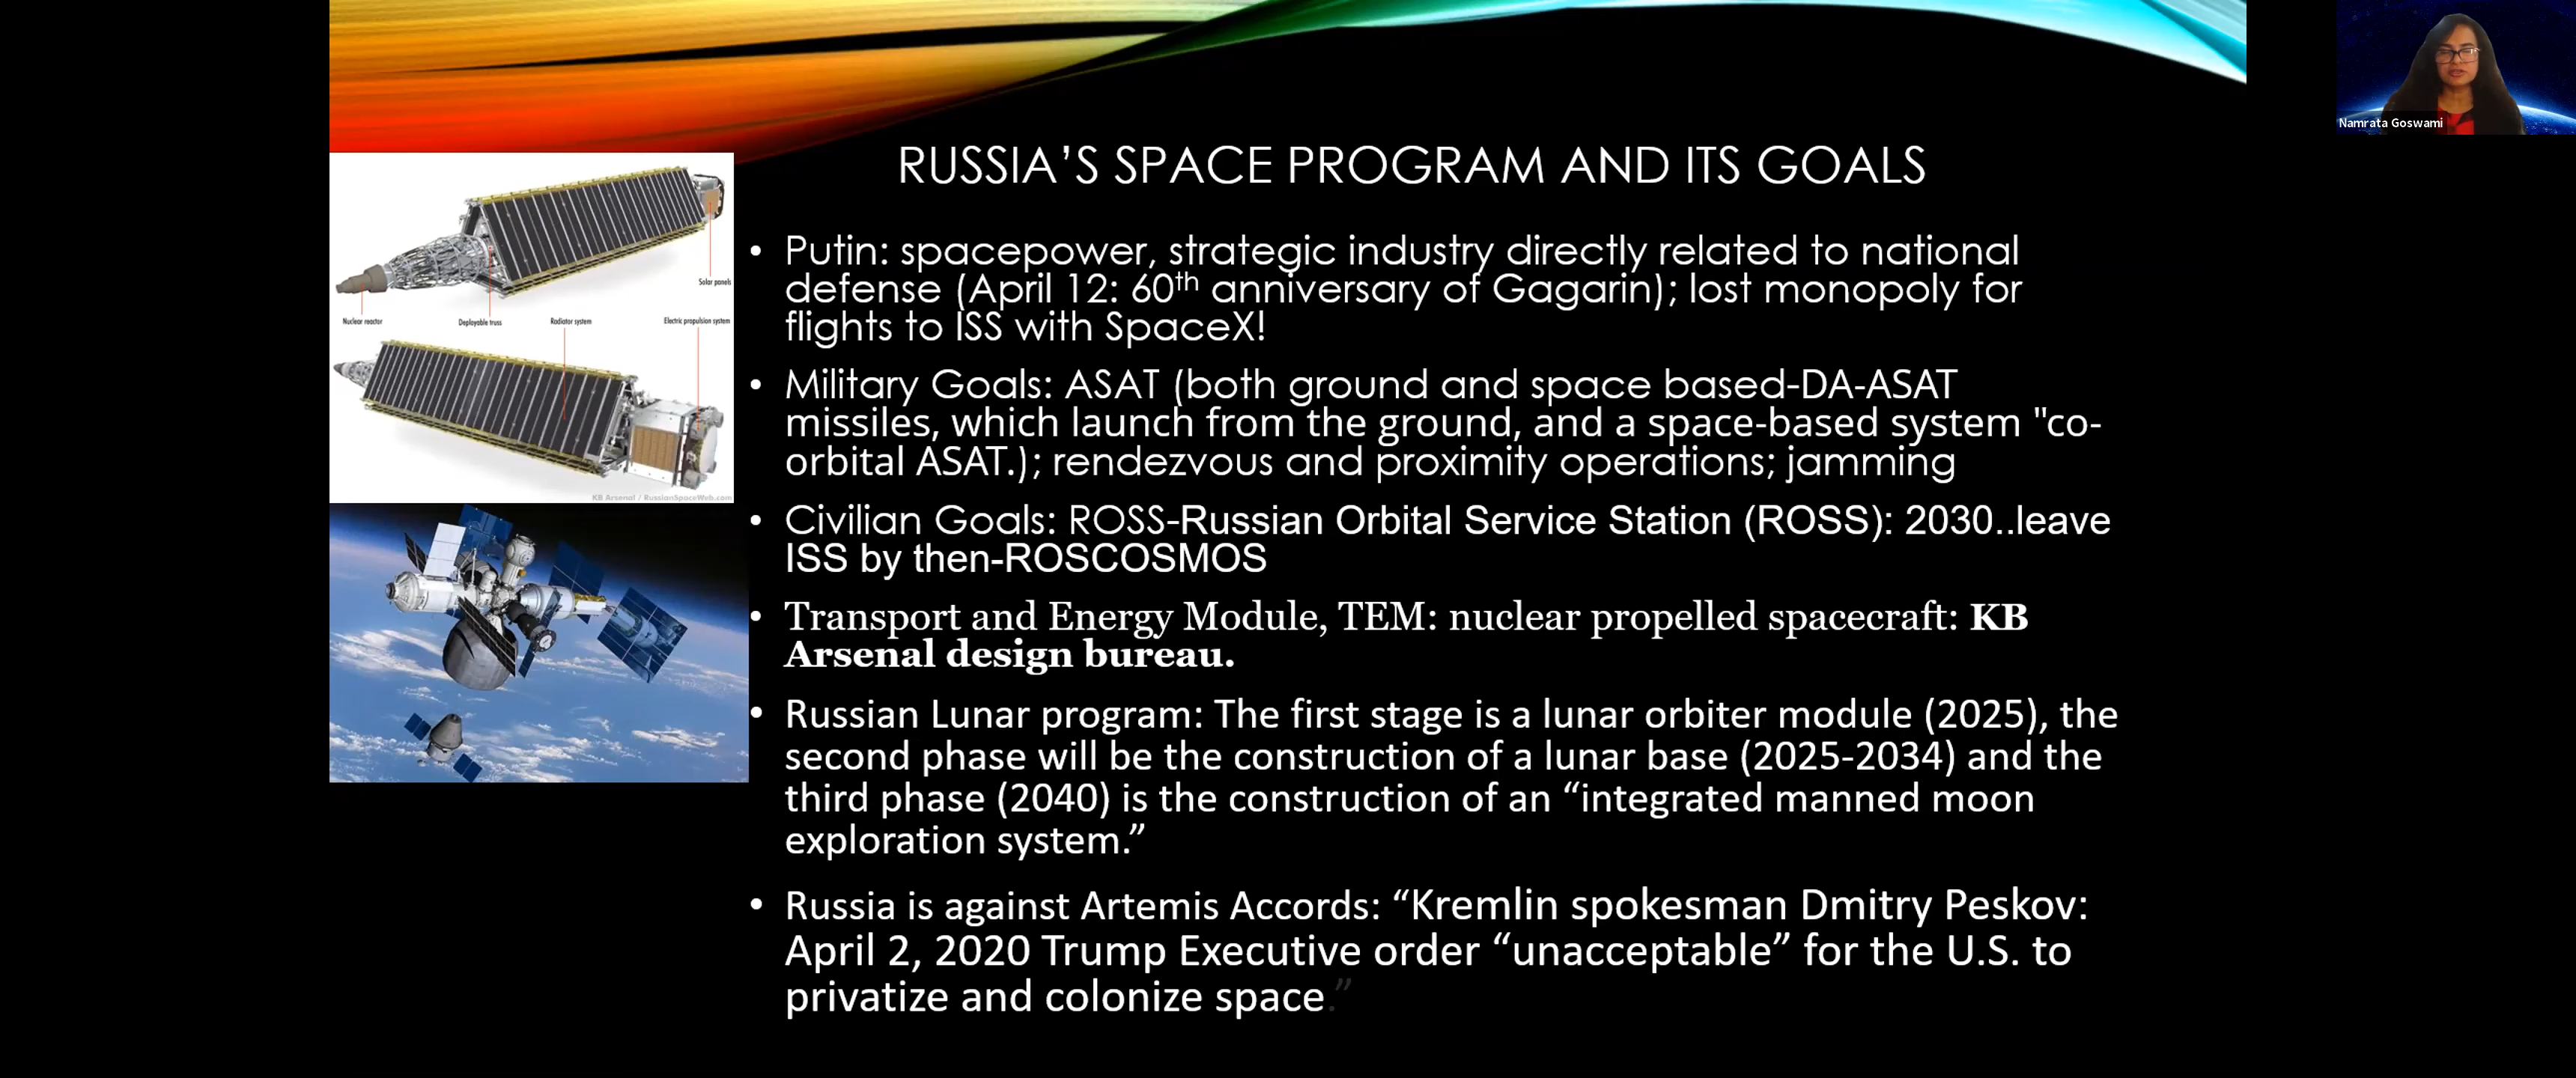 Namrata Goswami
RUSSIA’S SPACE PROGRAM AND ITS GOALS
• Putin: spacepower, strategic industry directly related to national
defense (April 12: 60th anniversary of Gagarin); lost monopoly for
flights to ISS with SpaceX!
• Military Goals: ASAT (both ground and space based-DA-ASAT
missiles, which launch from the ground, and a space-based system "co-
orbital ASAT.); rendezvous and proximity operations; jamming
• Civilian Goals: ROSS-Russian Orbital Service Station (ROSS): 2030..leave
ISS by then-ROSCOSMOS
• Transport and Energy Module, TEM: nuclear propelled spacecraft: KB
Arsenal design bureau.
• Russian Lunar program: The first stage is a lunar orbiter module (2025), the
second phase will be the construction of a lunar base (2025-2034) and the
third phase (2040) is the construction of an “integrated manned moon
exploration system.”
• Russia is against Artemis Accords: “Kremlin spokesman Dmitry Peskov:
April 2, 2020 Trump Executive order “unacceptable” for the U.S. to
privatize and colonize space.”
Solar panels
Nuclear reactor
Deployable truss
Radiator system
Electric propulsion system
KB Arsenal / RussianSpaceWeb.com